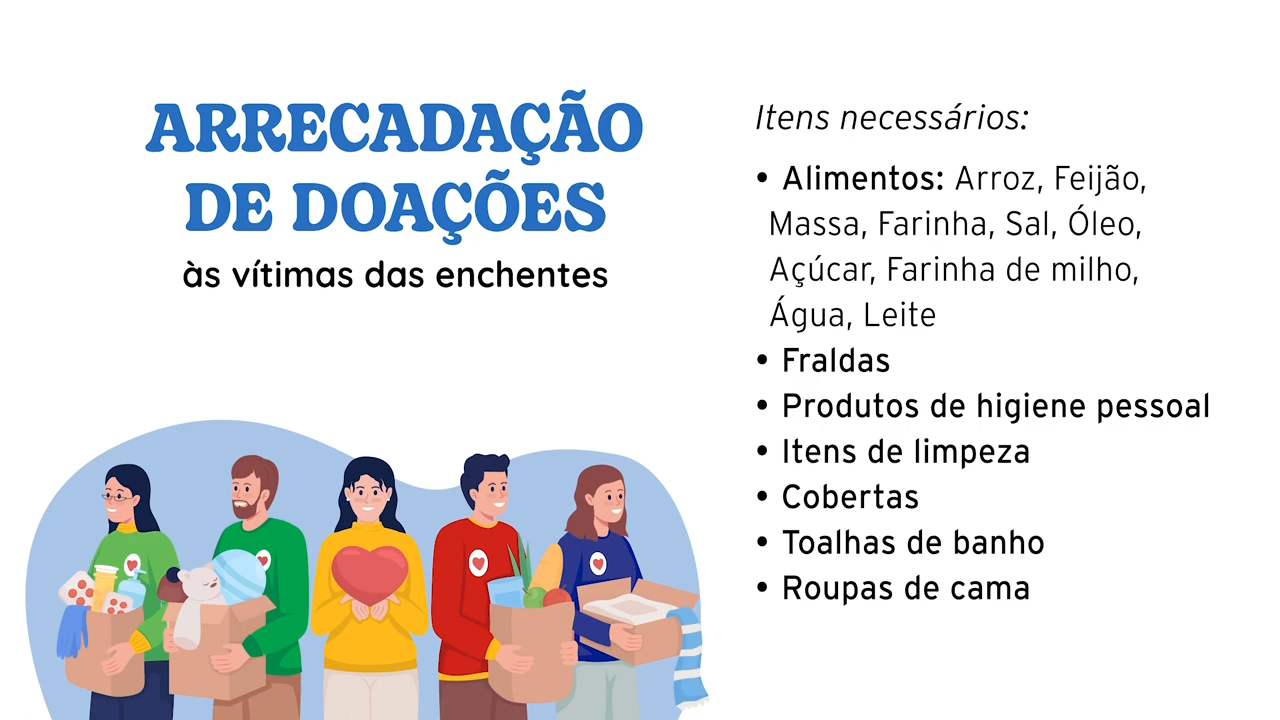 ARRECADAÇÃO
DE DOAÇÕES
às vítimas das enchentes
Itens necessários:
• Alimentos: Arroz, Feijão,
Massa, Farinha, Sal, Óleo,
Açúcar, Farinha de milho,
Água, Leite
• Fraldas
• Produtos de higiene pessoal
• Itens de limpeza
• Cobertas
• Toalhas de banho
• Roupas de cama